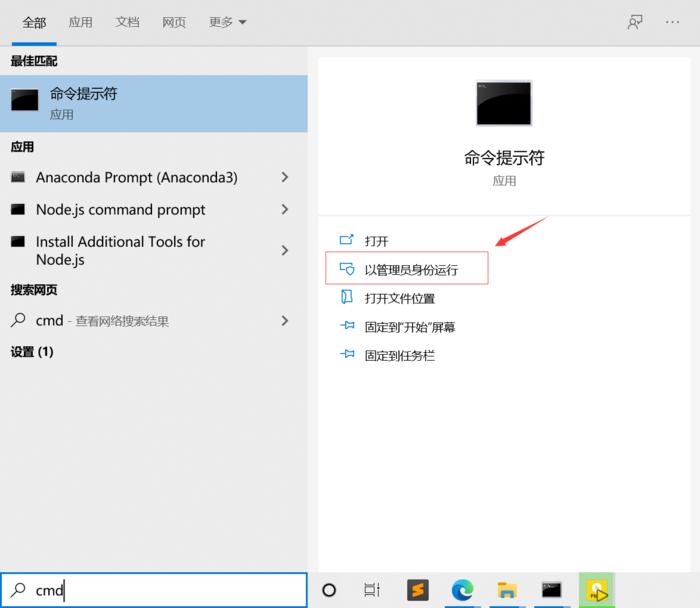 全部 应用 文档 网页 更多
最佳匹配
命令提示符
应用
应用
Anaconda Prompt (Anaconda3)
Node.js command prompt
Install Additional Tools for
Node.js
搜索网页
cmd - 查看网络搜索结果
设置 (1)
命令提示符
应用
打开
以管理员身份运行
打开文件位置
固定到"开始"屏幕
固定到任务栏
cmd